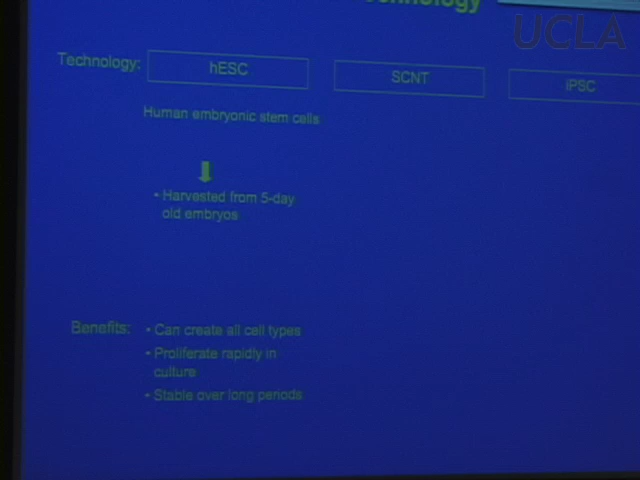 Technology
UCLA
Technology:
hESC
SCNT
iPSC
Human embryonic stem cells
• Harvested from 5-day
old embryos
Benefits:
• Can create all cell types
• Proliferate rapidly in
culture
• Stable over long periods